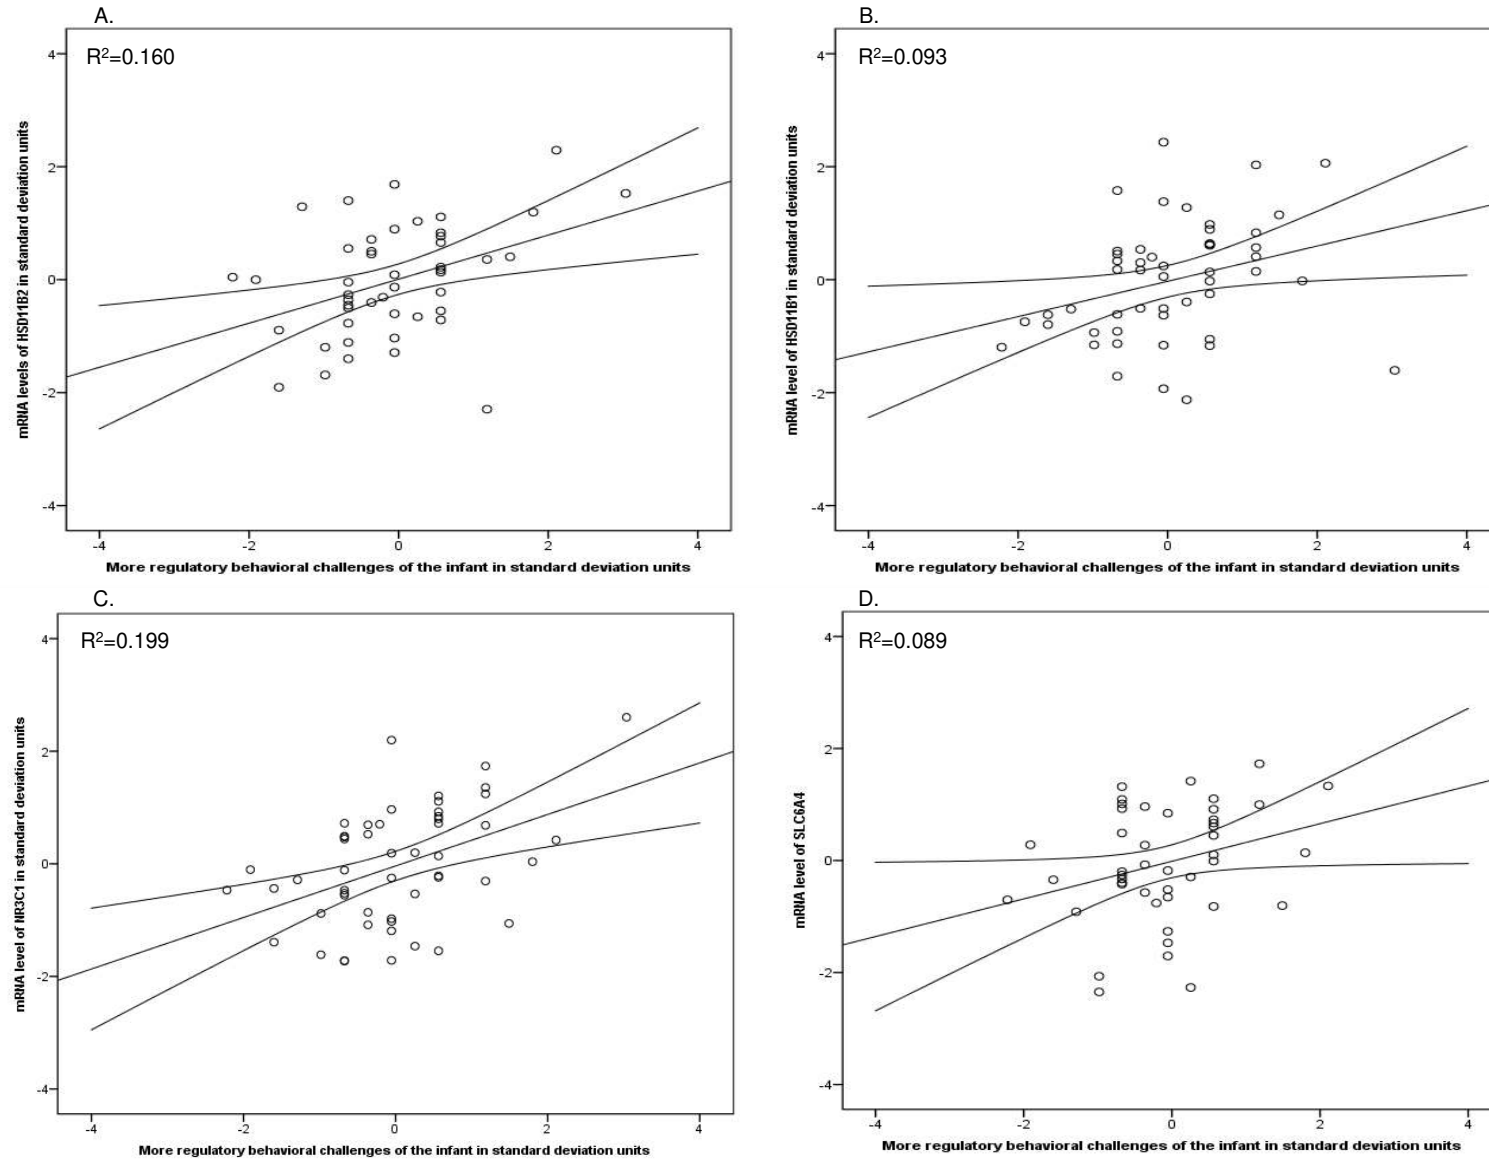 A.
R²=0.160
mRNA levels of HSD11B2 in standard deviation units
4
2
0
-2
-4
-4 -2 0 2 4
More regulatory behavioral challenges of the infant in standard deviation units
B.
R²=0.093
mRNA level of HSD11B1 in standard deviation units
4
2
0
-2
-4
-4 -2 0 2 4
More regulatory behavioral challenges of the infant in standard deviation units
C.
R²=0.199
mRNA level of NR3C1 in standard deviation units
4
2
0
-2
-4
-4 -2 0 2 4
More regulatory behavioral challenges of the infant in standard deviation units
D.
R²=0.089
mRNA level of SLC6A4
4
2
0
-2
-4
-4 -2 0 2 4
More regulatory behavioral challenges of the infant in standard deviation units